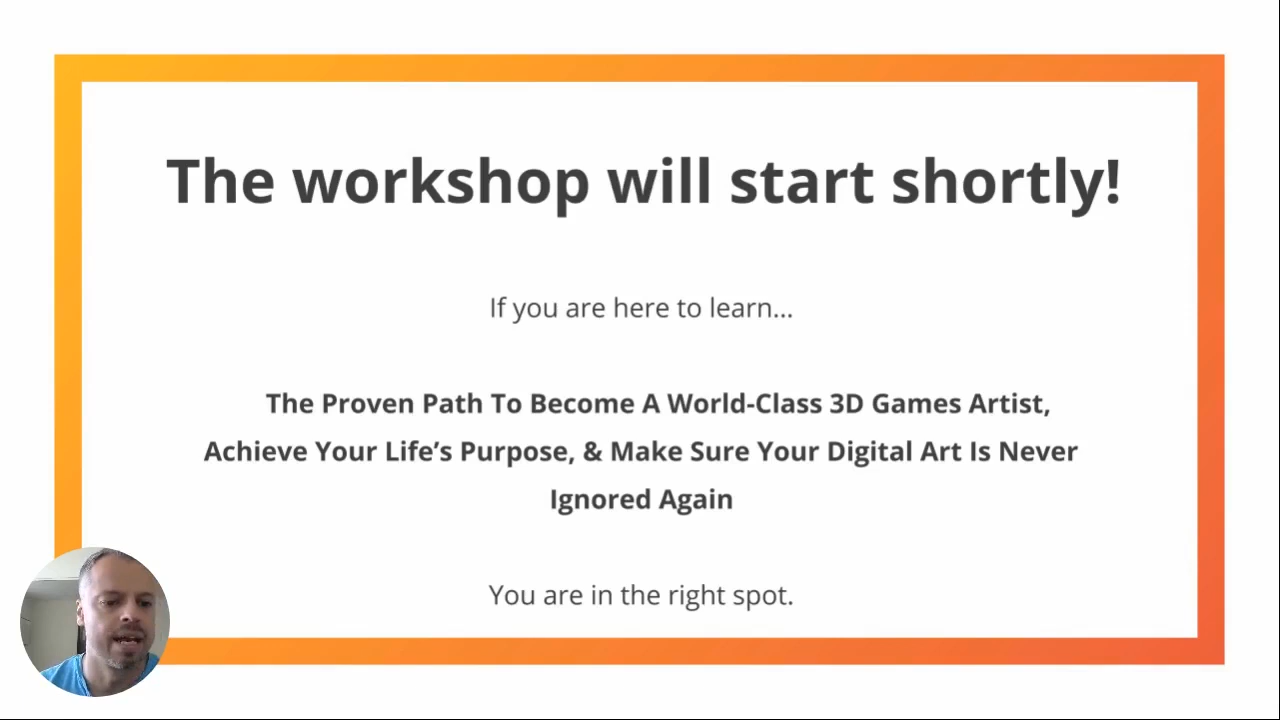 The workshop will start shortly!
If you are here to learn...
The Proven Path To Become A World-Class 3D Games Artist,
Achieve Your Life’s Purpose, & Make Sure Your Digital Art Is Never
Ignored Again
You are in the right spot.